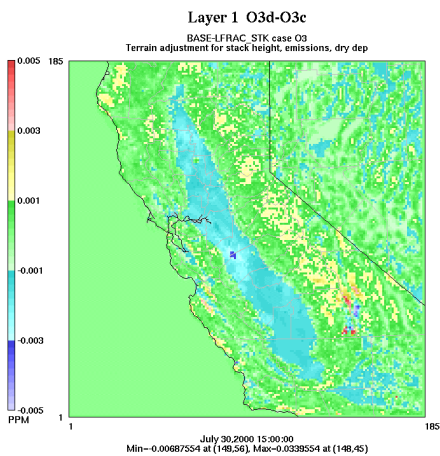 Layer 1 O3d-O3c
BASE-LFRAC_STK case O3
Terrain adjustment for stack height, emissions, dry dep
0.005
185
0.003
0.001
-0.001
-0.003
-0.005
1
PPM
1
185
July 30,2000 15:00:00
Min=-0.00687554 at (149,56), Max=0.0339554 at (148,45)